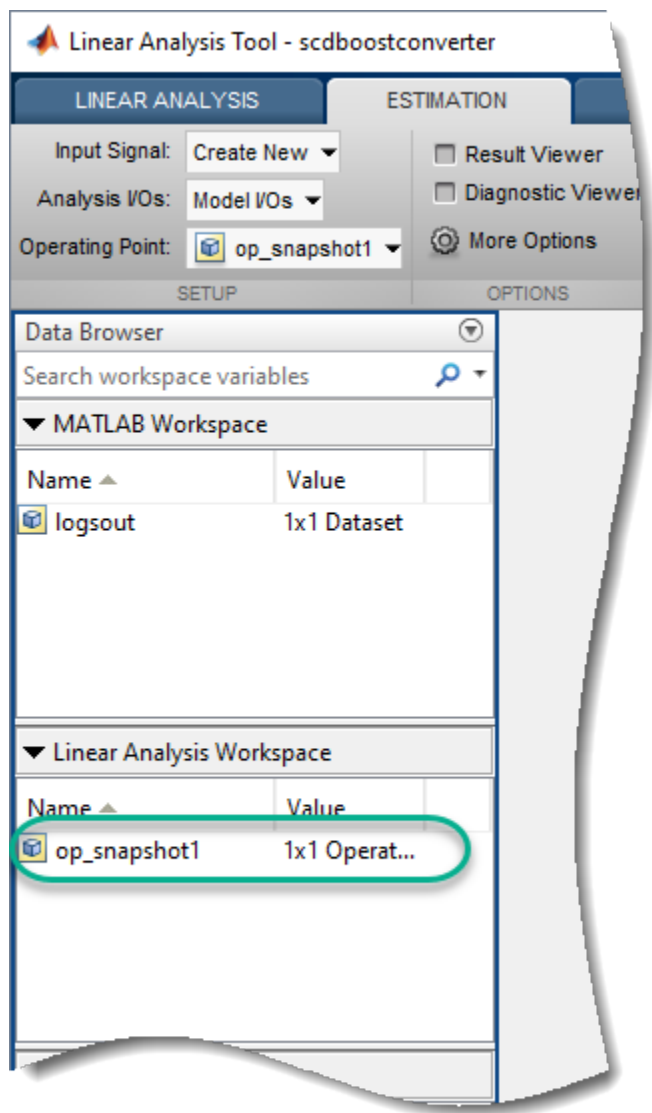 Linear Analysis Tool - scdboostconverter
LINEAR ANALYSIS ESTIMATION
Input Signal: Create New Result Viewer
Analysis I/Os: Model I/Os Diagnostic Viewer
Operating Point: op_snapshot1 More Options
SETUP OPTIONS
Data Browser
Search workspace variables
MATLAB Workspace
Name Value
logsout 1x1 Dataset
Linear Analysis Workspace
Name Value
op_snapshot1 1x1 Operat...